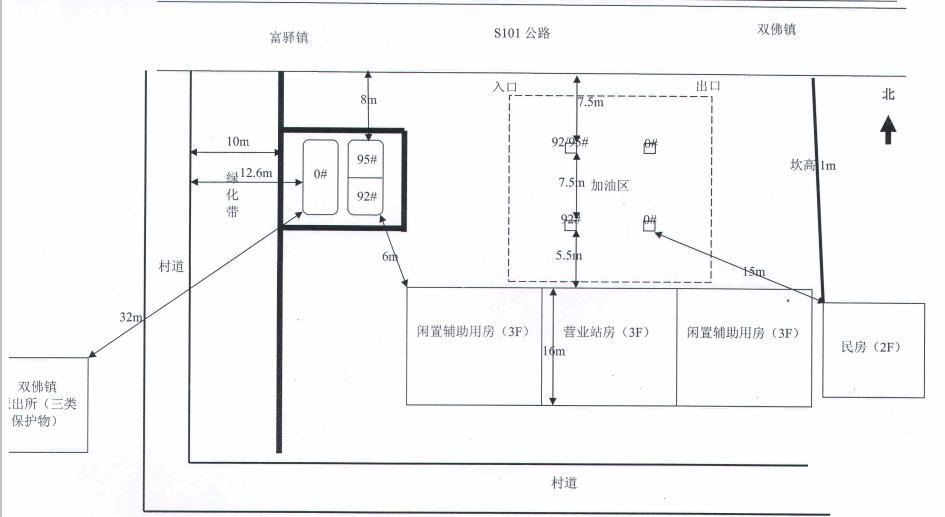 富驿镇
S101 公路
双佛镇
入口
出口
8m
7.5m
北
10m
92/95#
0#
95#
0#
坎高 1m
12.6m
绿
化
带
7.5m
加油区
92#
92#
0#
6m
5.5m
村道
15m
32m
闲置辅助用房（3F）
营业站房（3F）
闲置辅助用房（3F）
16m
民房（2F）
双佛镇
出所（三类
保护物）
村道